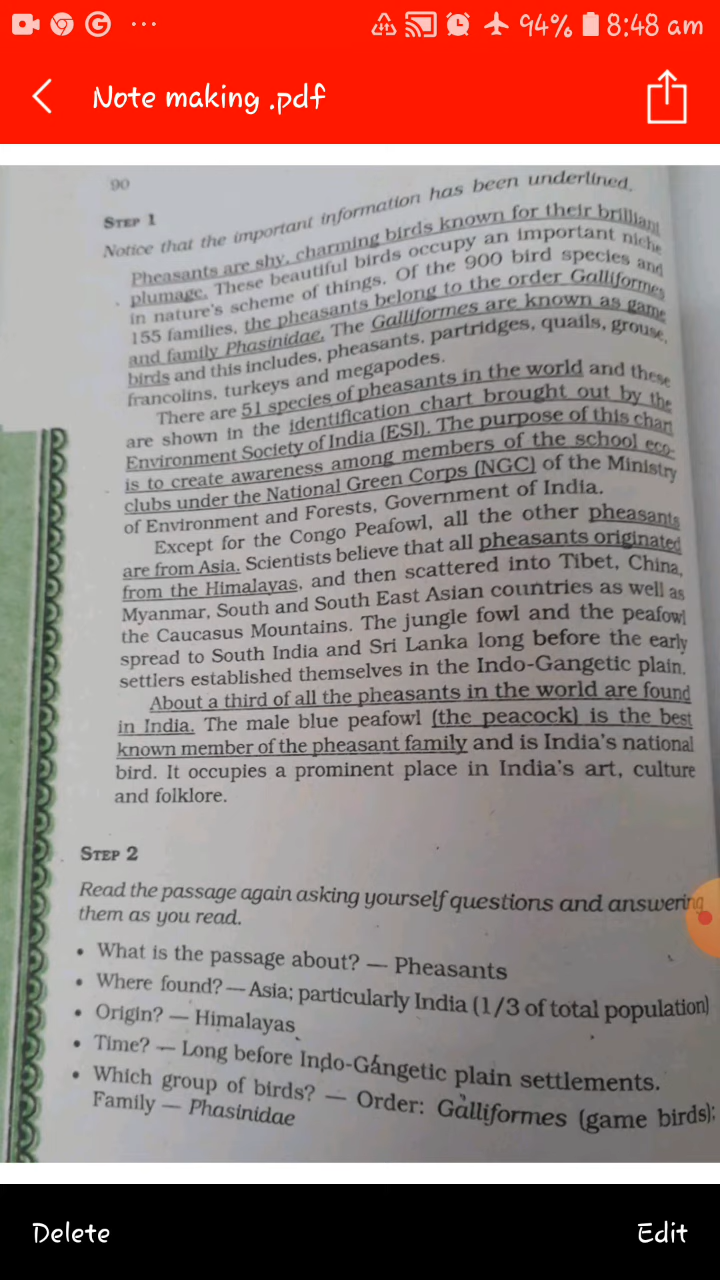 ... 94% 8:48 am
Note making .pdf
90
STEP 1
Notice that the important information has been underlined.
Pheasants are shy, charming birds known for their brilliant
plumage. These beautiful birds occupy an important niche
in nature's scheme of things. Of the 900 bird species and
155 families, the pheasants belong to the order Galliformes
and family Phasinidae. The Galliformes are known as game
birds and this includes, pheasants, partridges, quails, grouse,
francolins, turkeys and megapodes.
There are 51 species of pheasants in the world and these
are shown in the identification chart brought out by the
Environment Society of India (ESI). The purpose of this chart
is to create awareness among members of the school eco-
clubs under the National Green Corps (NGC) of the Ministry
of Environment and Forests, Government of India.
Except for the Congo Peafowl, all the other pheasants
are from Asia. Scientists believe that all pheasants originated
from the Himalayas, and then scattered into Tibet, China,
Myanmar, South and South East Asian countries as well as
the Caucasus Mountains. The jungle fowl and the peafowl
spread to South India and Sri Lanka long before the early
settlers established themselves in the Indo-Gangetic plain.
About a third of all the pheasants in the world are found
in India. The male blue peafowl (the peacock) is the best
known member of the pheasant family and is India's national
bird. It occupies a prominent place in India's art, culture
and folklore.
STEP 2
Read the passage again asking yourself questions and answering
them as you read.
• What is the passage about? — Pheasants
• Where found? — Asia; particularly India (1/3 of total population)
• Origin? — Himalayas
• Time? — Long before Indo-Gangetic plain settlements.
• Which group of birds? — Order: Galliformes (game birds);
Family — Phasinidae
Delete Edit